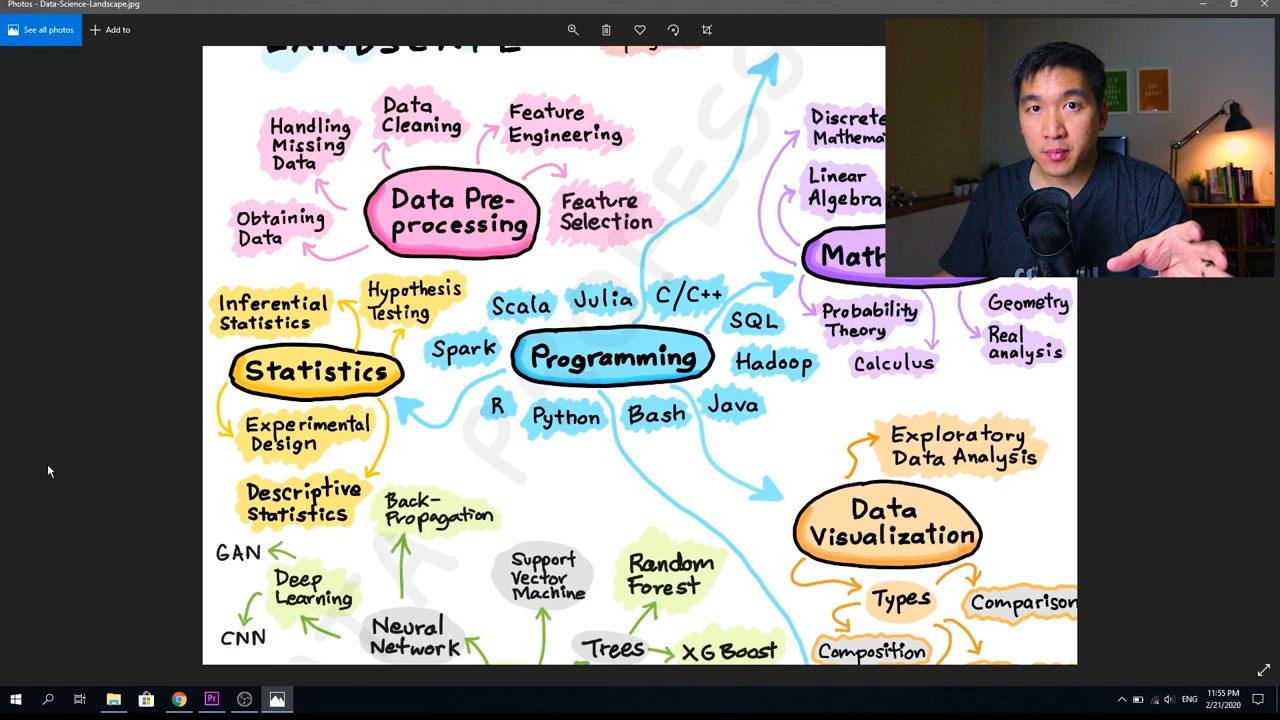 Photos - Data-Science-Landscape.jpg
See all photos
Add to
LANDSCAPE
Data
Cleaning
Feature
Engineering
Handling
Missing
Data
Data Pre-
processing
Obtaining
Data
Feature
Selection
Discrete
Mathema
Linear
Algebra
Math
Probability
Theory
Calculus
Geometry
Real
analysis
Inferential
Statistics
Hypothesis
Testing
Statistics
Experimental
Design
Descriptive
Statistics
Scala
Julia
C/C++
SQL
Spark
Programming
Hadoop
R
Python
Bash
Java
Exploratory
Data Analysis
Data
Visualization
Types
Comparison
Composition
Back-
Propagation
GAN
Deep
Learning
CNN
Neural
Network
Support
Vector
Machine
Random
Forest
Trees
XG Boost
ENG
11:55 PM
2/21/2020